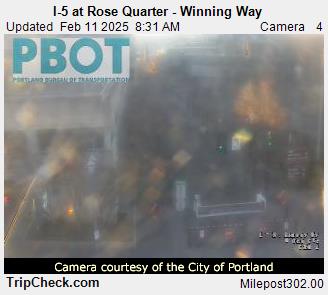 I-5 at Rose Quarter - Winning Way
Updated Feb 11 2025 8:31 AM Camera 4
PBOT
PORTLAND BUREAU OF TRANSPORTATION
Camera courtesy of the City of Portland
TripCheck.com Milepost302.00